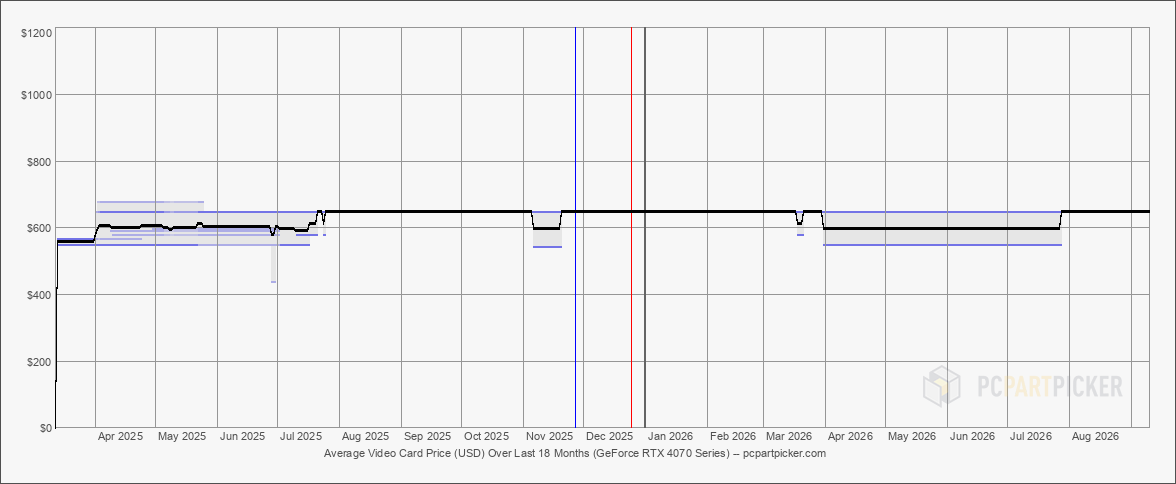 $1200
$1000
$800
$600
$400
$200
$0
PCPARTPICKER
Apr 2025 May 2025 Jun 2025 Jul 2025 Aug 2025 Sep 2025 Oct 2025 Nov 2025 Dec 2025 Jan 2026 Feb 2026 Mar 2026 Apr 2026 May 2026 Jun 2026 Jul 2026 Aug 2026
Average Video Card Price (USD) Over Last 18 Months (GeForce RTX 4070 Series) -- pcpartpicker.com